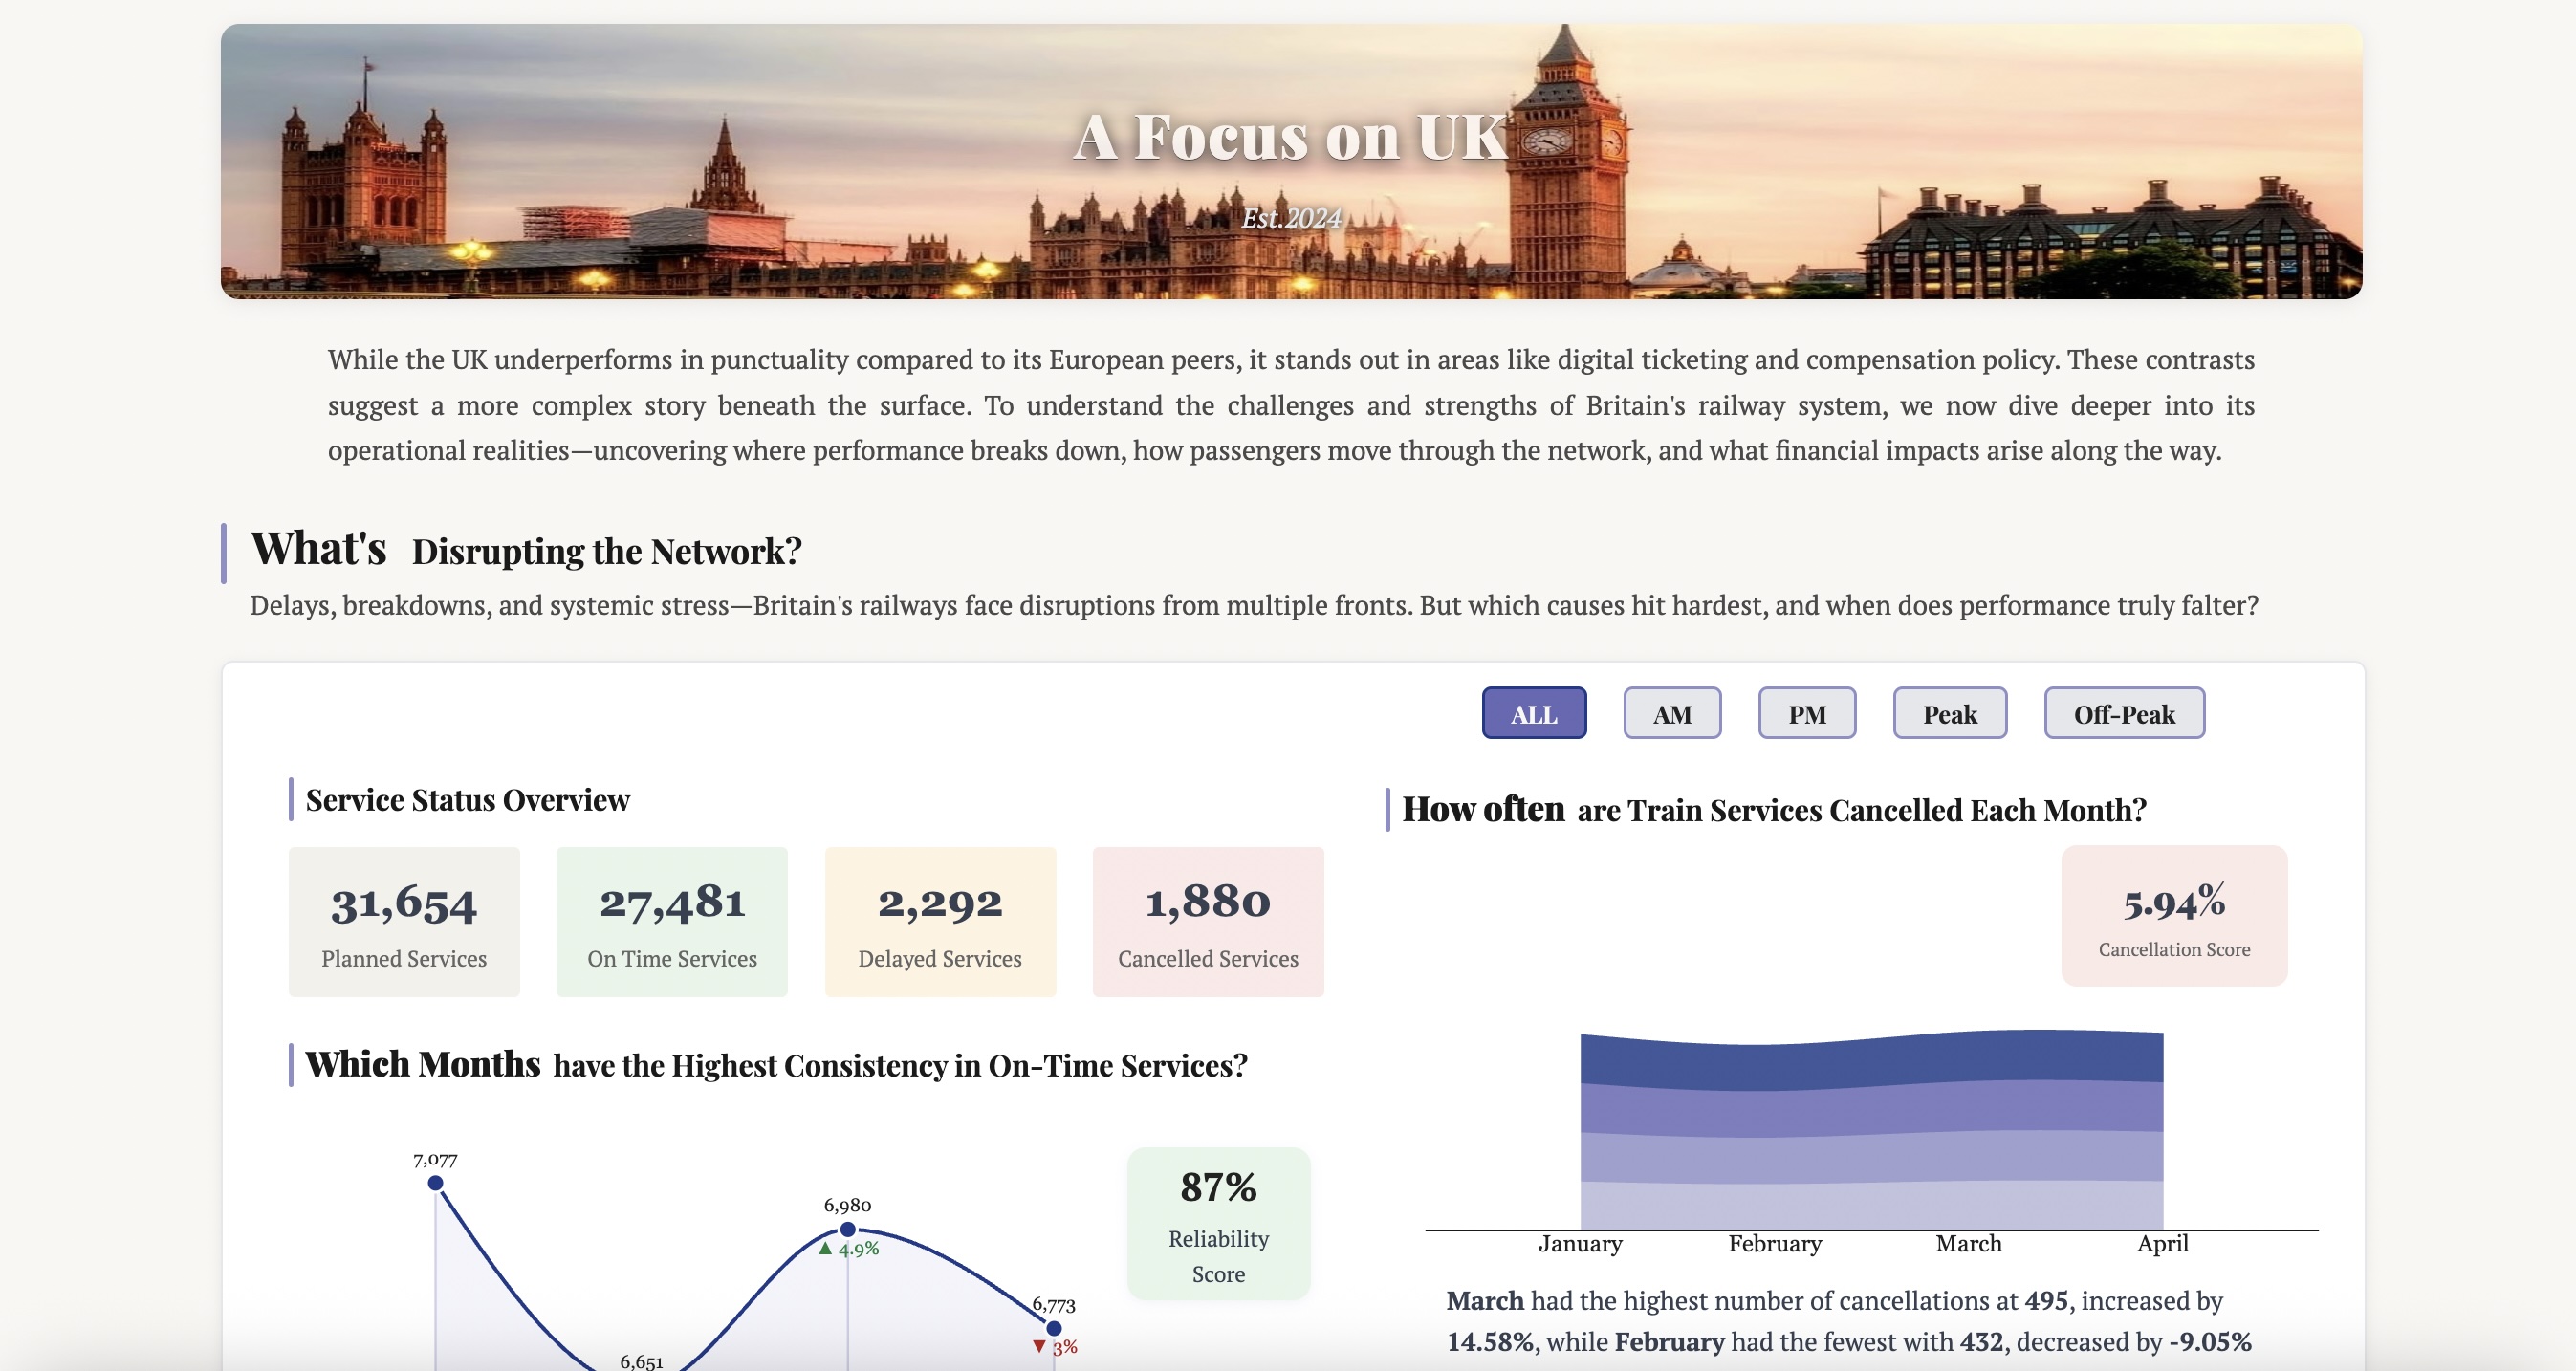 A Focus on UK
Est.2024
While the UK underperforms in punctuality compared to its European peers, it stands out in areas like digital ticketing and compensation policy. These contrasts
suggest a more complex story beneath the surface. To understand the challenges and strengths of Britain's railway system, we now dive deeper into its
operational realities—uncovering where performance breaks down, how passengers move through the network, and what financial impacts arise along the way.
What's Disrupting the Network?
Delays, breakdowns, and systemic stress—Britain's railways face disruptions from multiple fronts. But which causes hit hardest, and when does performance truly falter?
ALL AM PM Peak Off-Peak
Service Status Overview
31,654
Planned Services
27,481
On Time Services
2,292
Delayed Services
1,880
Cancelled Services
Which Months have the Highest Consistency in On-Time Services?
7,077
6,651
6,980
▲ 4.9%
6,773
▼ 3%
87%
Reliability
Score
How often are Train Services Cancelled Each Month?
5.94%
Cancellation Score
January February March April
March had the highest number of cancellations at 495, increased by
14.58%, while February had the fewest with 432, decreased by -9.05%